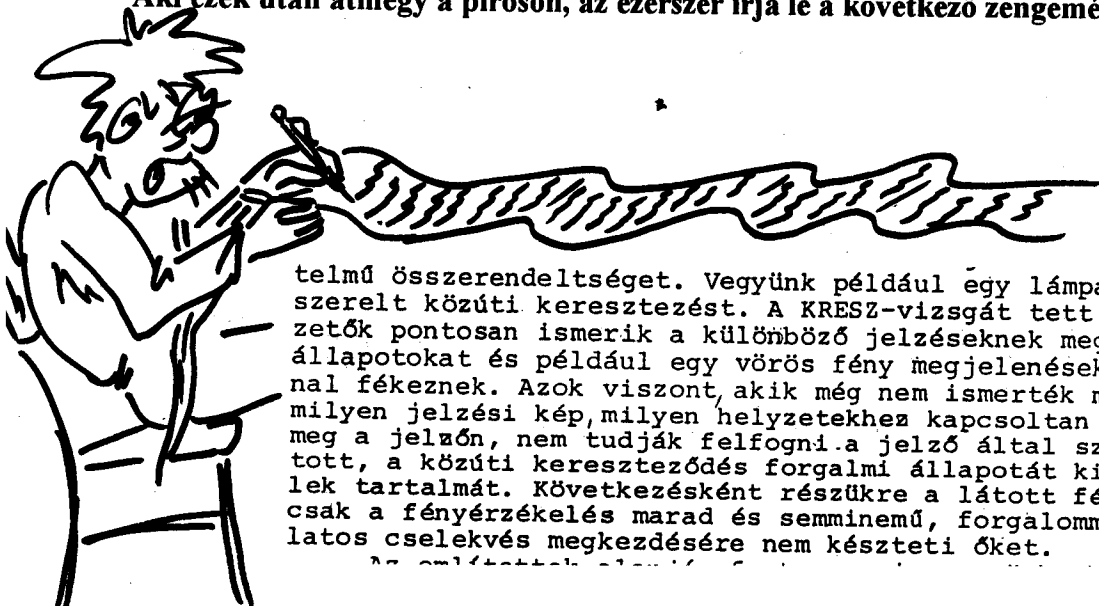 Aki ezek után átmegy a piroson, az ezerszer írja le a következő zengemé
telmű összerendeltséget. Vegyünk például egy lámpá
szerelt közúti keresztezést. A KRESZ-vizsgát tett
zetők pontosan ismerik a különböző jelzéseknek meg
állapotokat és például egy vörös fény megjelenések
nal fékeznek. Azok viszont, akik még nem ismerték m
milyen jelzési kép, milyen helyzetekhez kapcsoltan
meg a jelzőn, nem tudják felfogni a jelző által sz
tott, a közúti kereszteződés forgalmi állapotát ki
lek tartalmát. Következésként részükre a látott fé
csak a fényérzékelés marad és semminemű, forgalomm
latos cselekvés megkezdésére nem készteti őket.